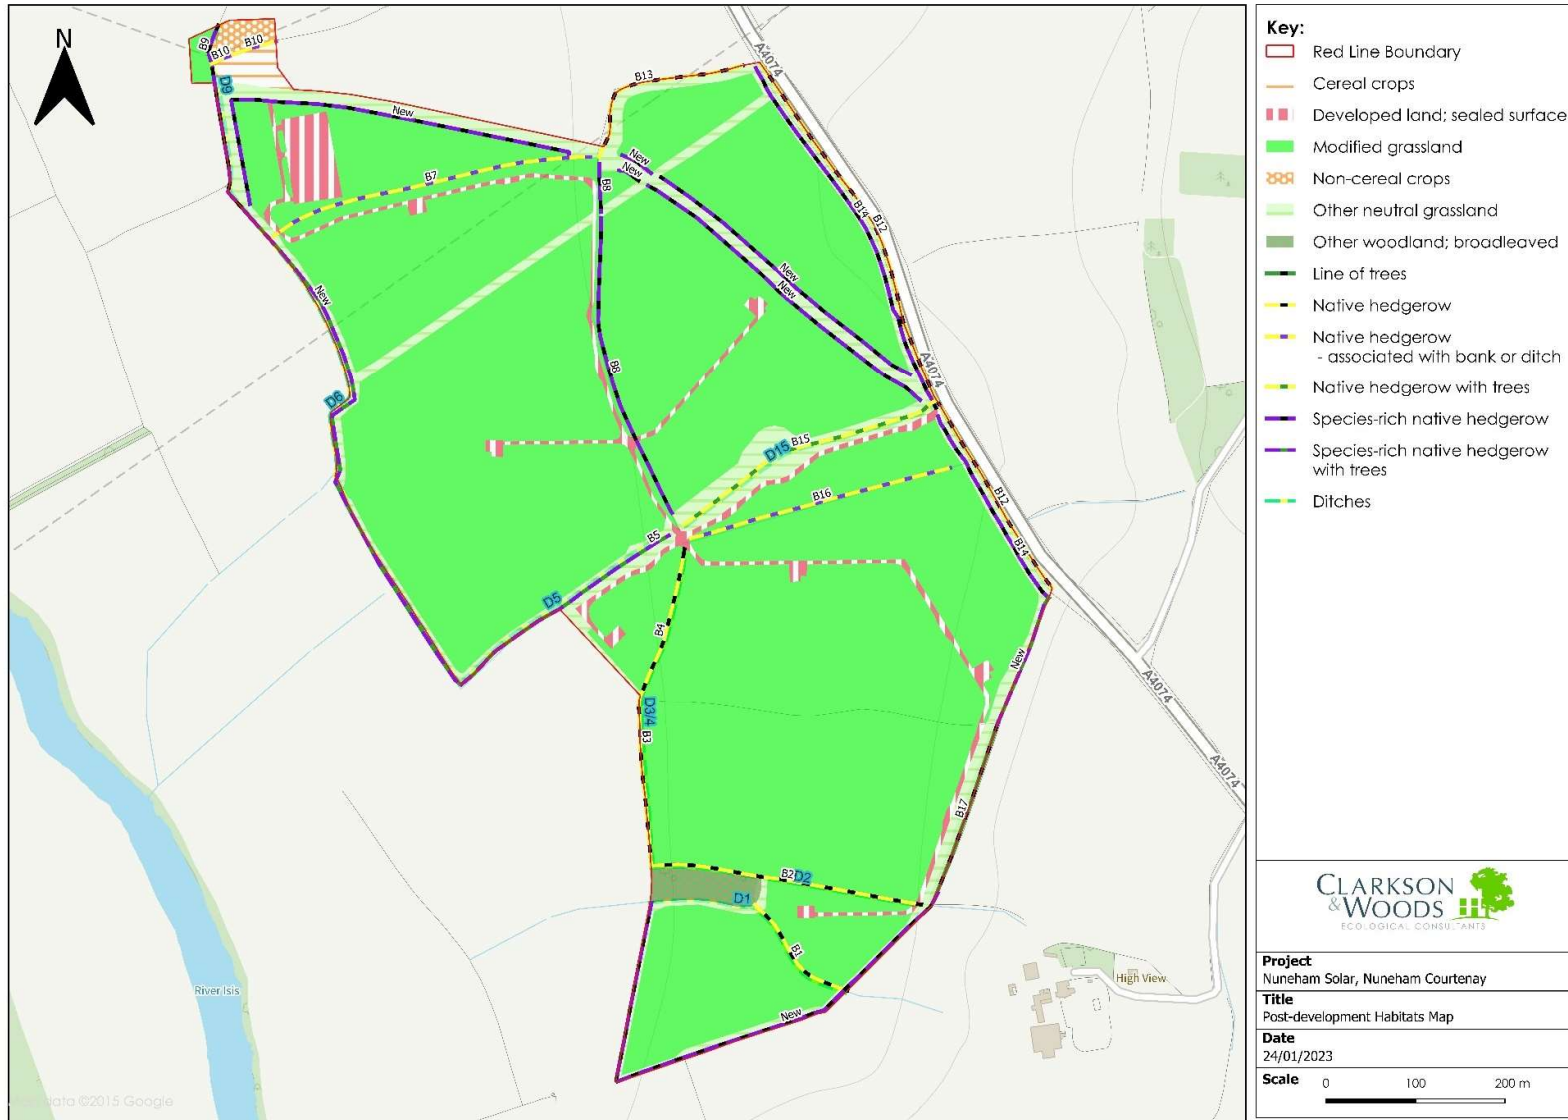 N
B9
B10
B10
D9
New
B13
A4074
B7
B8
New
New
B14
B12
New
New
New
B8
A4074
D6
D15
B15
B16
B12
B14
B5
D5
B4
New
D3/4
B3
A4074
A4074
B17
B2
D2
D1
B1
New
High View
River Isis
data ©2015 Google
Key:
Red Line Boundary
Cereal crops
Developed land; sealed surface
Modified grassland
Non-cereal crops
Other neutral grassland
Other woodland; broadleaved
Line of trees
Native hedgerow
Native hedgerow
- associated with bank or ditch
Native hedgerow with trees
Species-rich native hedgerow
Species-rich native hedgerow
with trees
Ditches
CLARKSON
& WOODS
ECOLOGICAL CONSULTANTS
Project
Nuneham Solar, Nuneham Courtenay
Title
Post-development Habitats Map
Date
24/01/2023
Scale 0 100 200 m